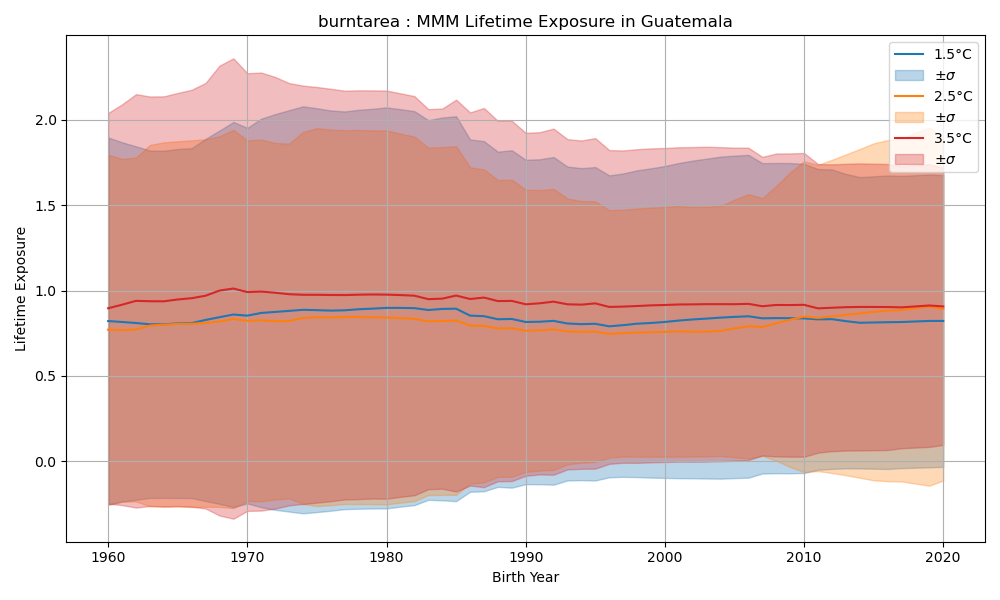 burntarea : MMM Lifetime Exposure in Guatemala
Lifetime Exposure
2.0
1.5
1.0
0.5
0.0
1.5°C
±σ
2.5°C
±σ
3.5°C
±σ
1960 1970 1980 1990 2000 2010 2020
Birth Year